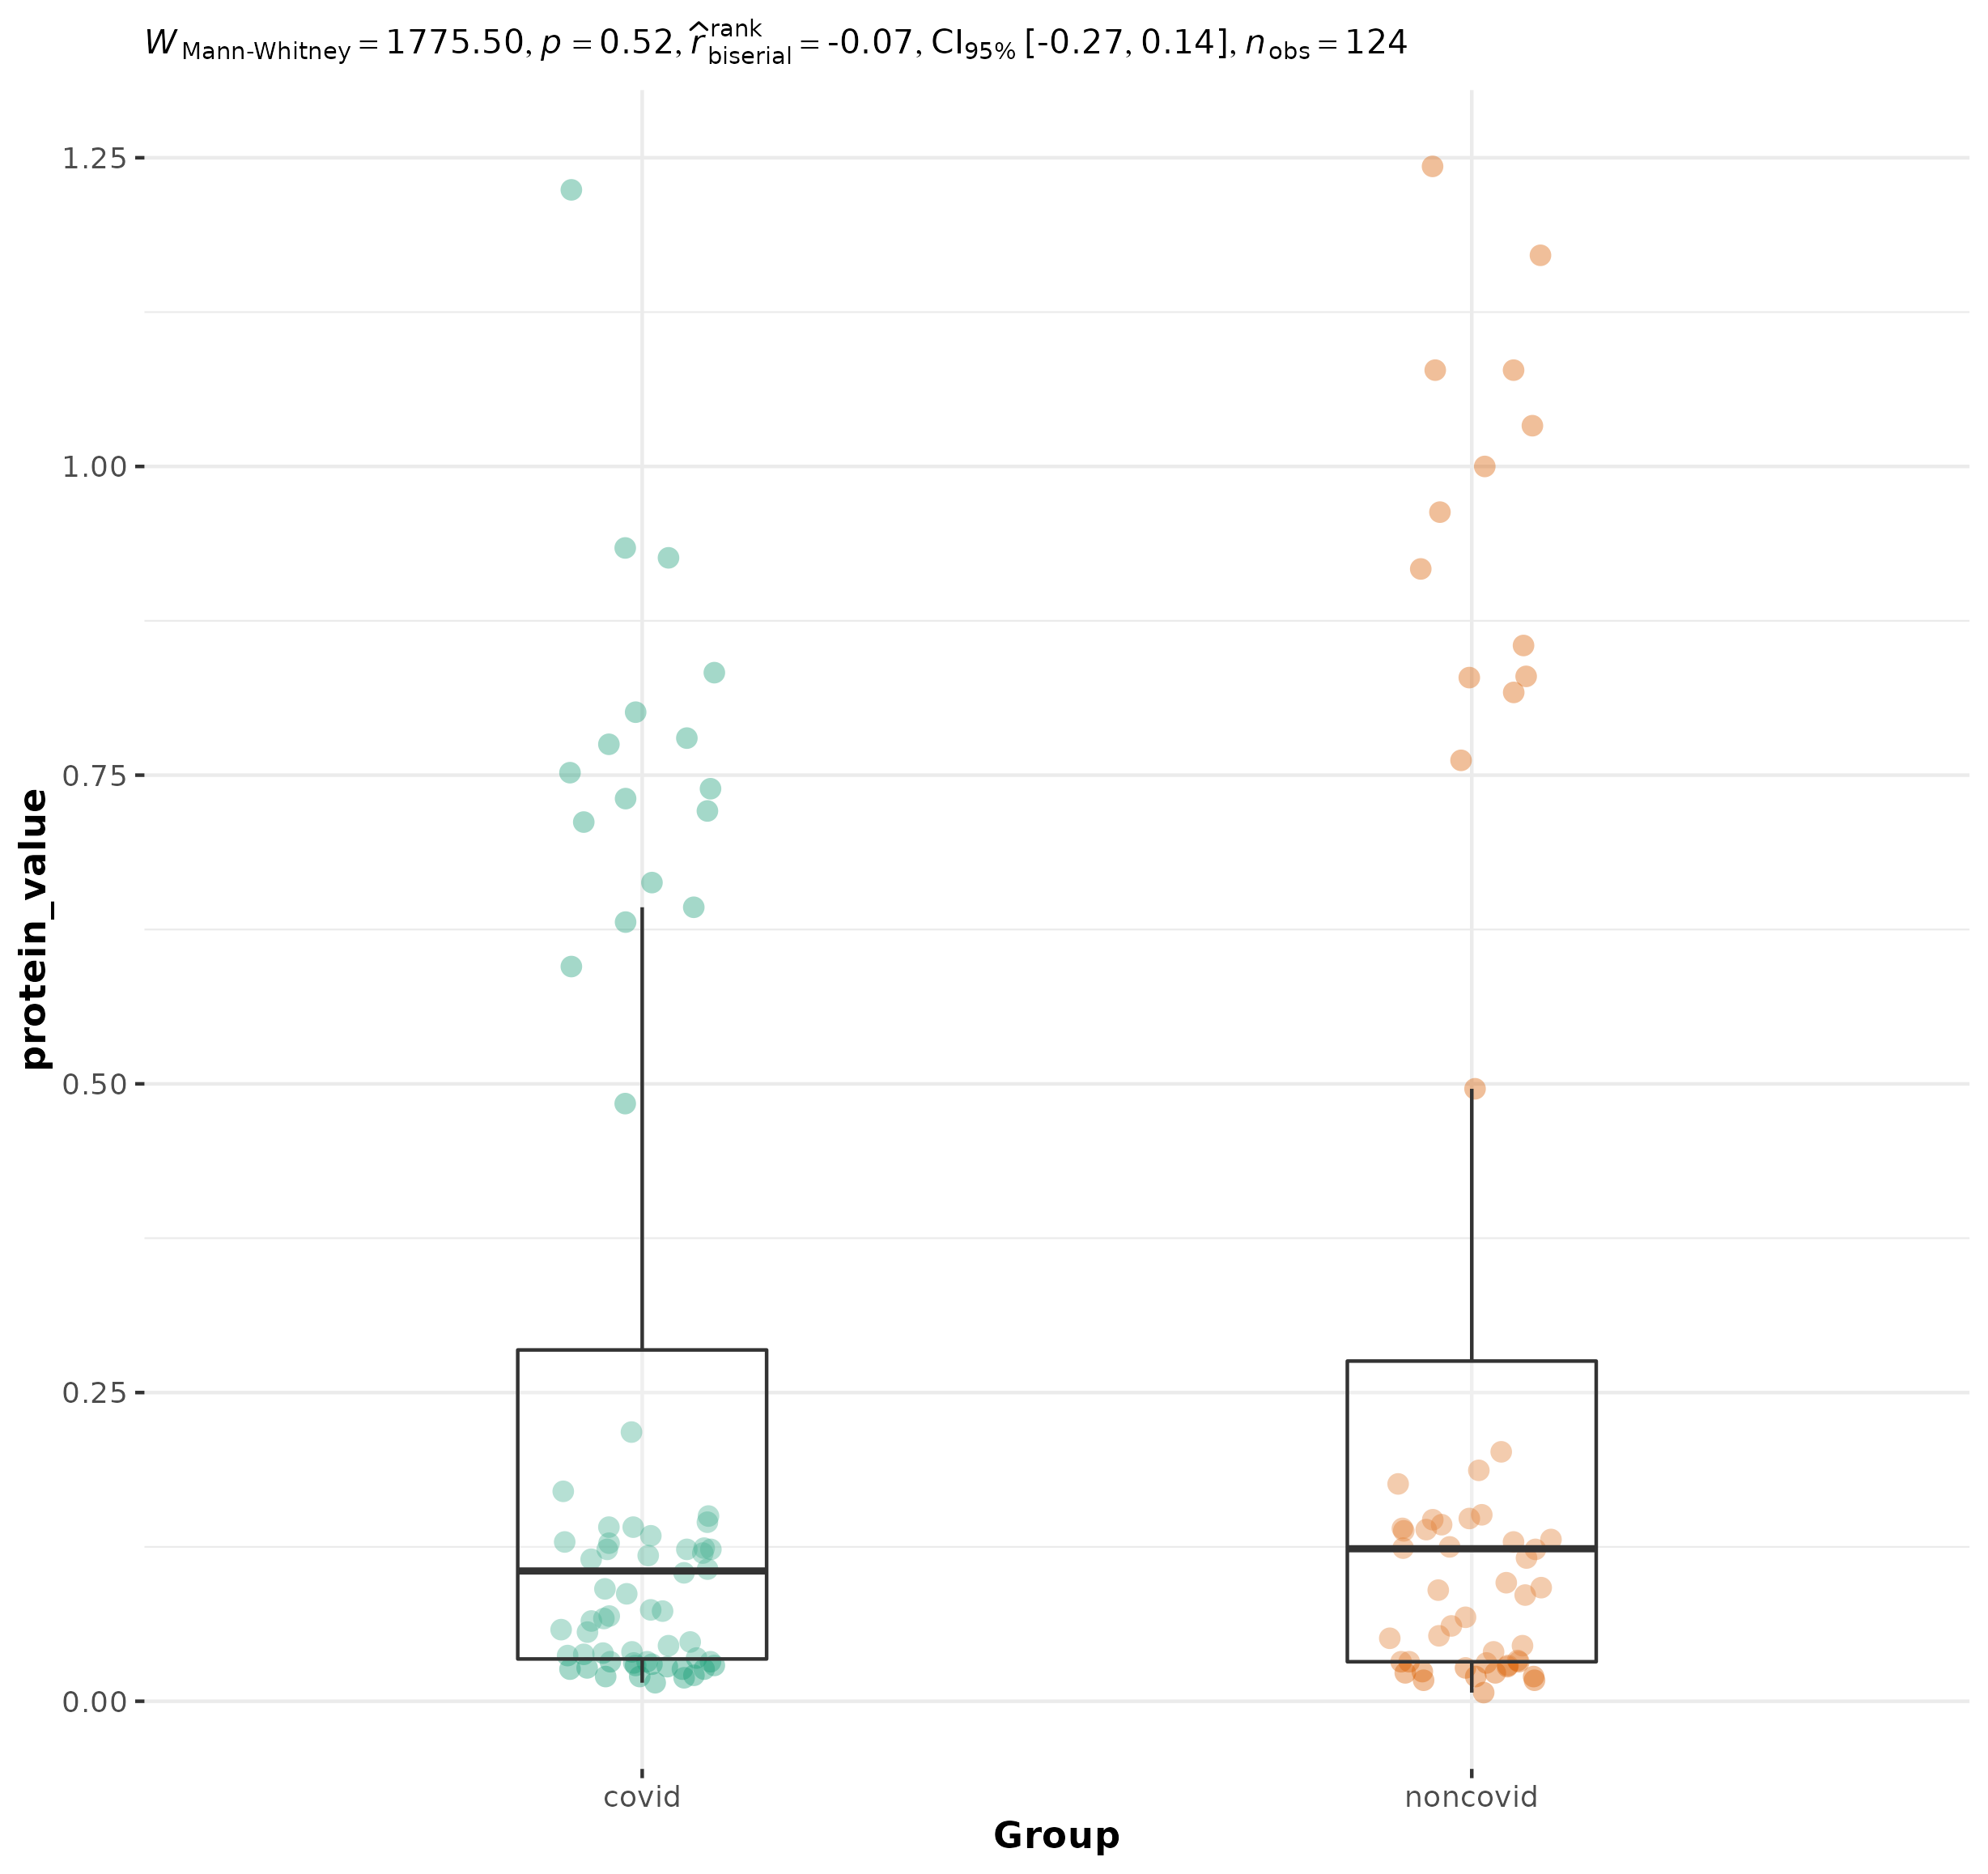 W Mann-Whitney = 1775.50, p = 0.52, r̂ rank biserial = -0.07, CI95% [-0.27, 0.14], n obs = 124
1.25
1.00
0.75
0.50
0.25
0.00
protein_value
covid noncovid
Group